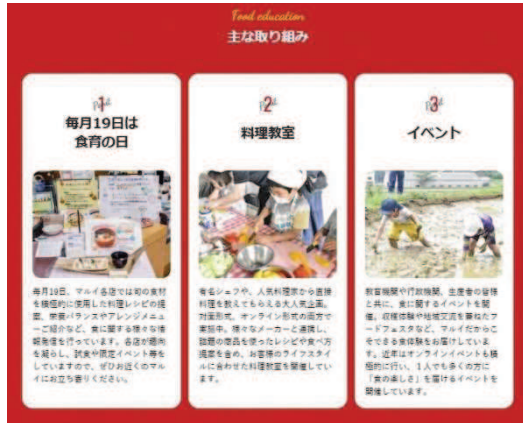 Food education
主な取り組み
1
毎月19日は
食育の日
毎月19日、マルイ各店では旬の食材
を積極的に使用した料理レシピの提
案、栄養バランスやアレンジメニュ
ーご紹介など、食に関する様々な情
報発信を行っています。各店が趣向
を凝らし、試食や限定イベント等を
していますので、ぜひお近くのマル
イにお立ち寄りください。
2
料理教室
有名シェフや、人気料理家から直接
料理を教えてもらえる大人気企画。
対面形式、オンライン形式の両方で
実施中。様々なメーカーと連携し、
話題の商品を使ったレシピや食べ方
提案を含め、お客様のライフスタイ
ルに合わせた料理教室を開催してい
ます。
3
イベント
教育機関や行政機関、生産者の皆様
と共に、食に関するイベントを開
催。収穫体験や地域交流を兼ねたフ
ードフェスタなど、マルイだからこ
そできる食体験をお届けしていま
す。近年はオンラインイベントも積
極的に行い、１人でも多くの方に
「食の楽しさ」を届けるイベントを
開催しています。